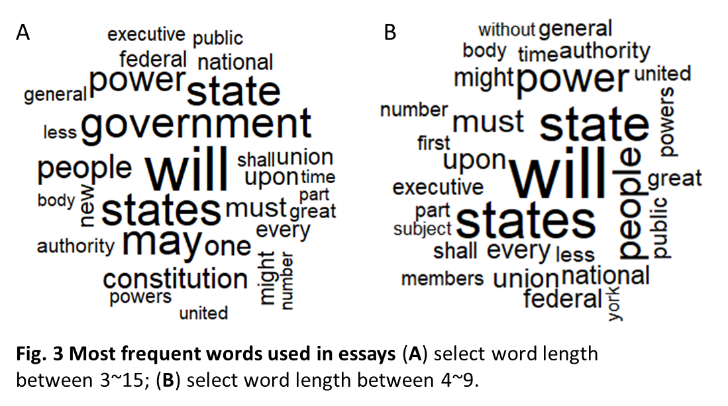 A
executive public
federal national
power state
general
less government
people will shall union
upon time
body new states must part
great
every
authority may one
constitution might number
powers
united
B
without general
body time authority
might power united
number must state powers
first
upon will people great
executive
part states public
subject
shall every less
members union national
federal york
Fig. 3 Most frequent words used in essays (A) select word length
between 3~15; (B) select word length between 4~9.